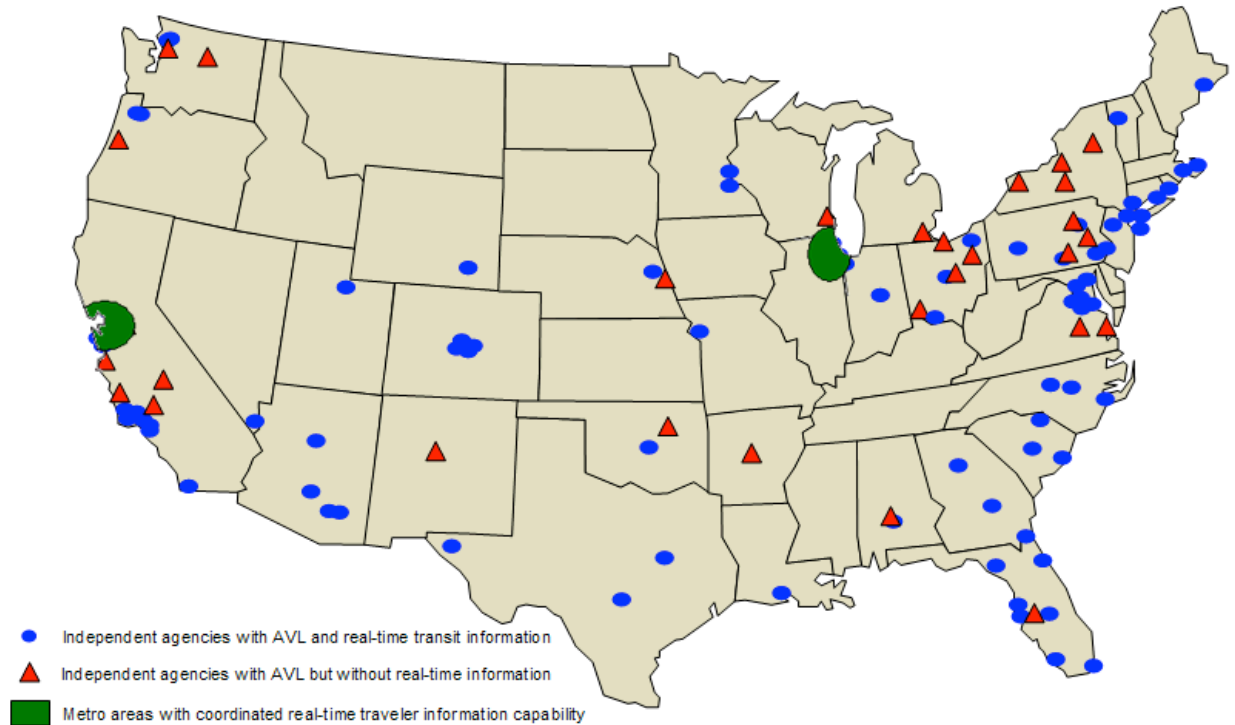 Independent agencies with AVL and real-time transit information
Independent agencies with AVL but without real-time information
Metro areas with coordinated real-time traveler information capability